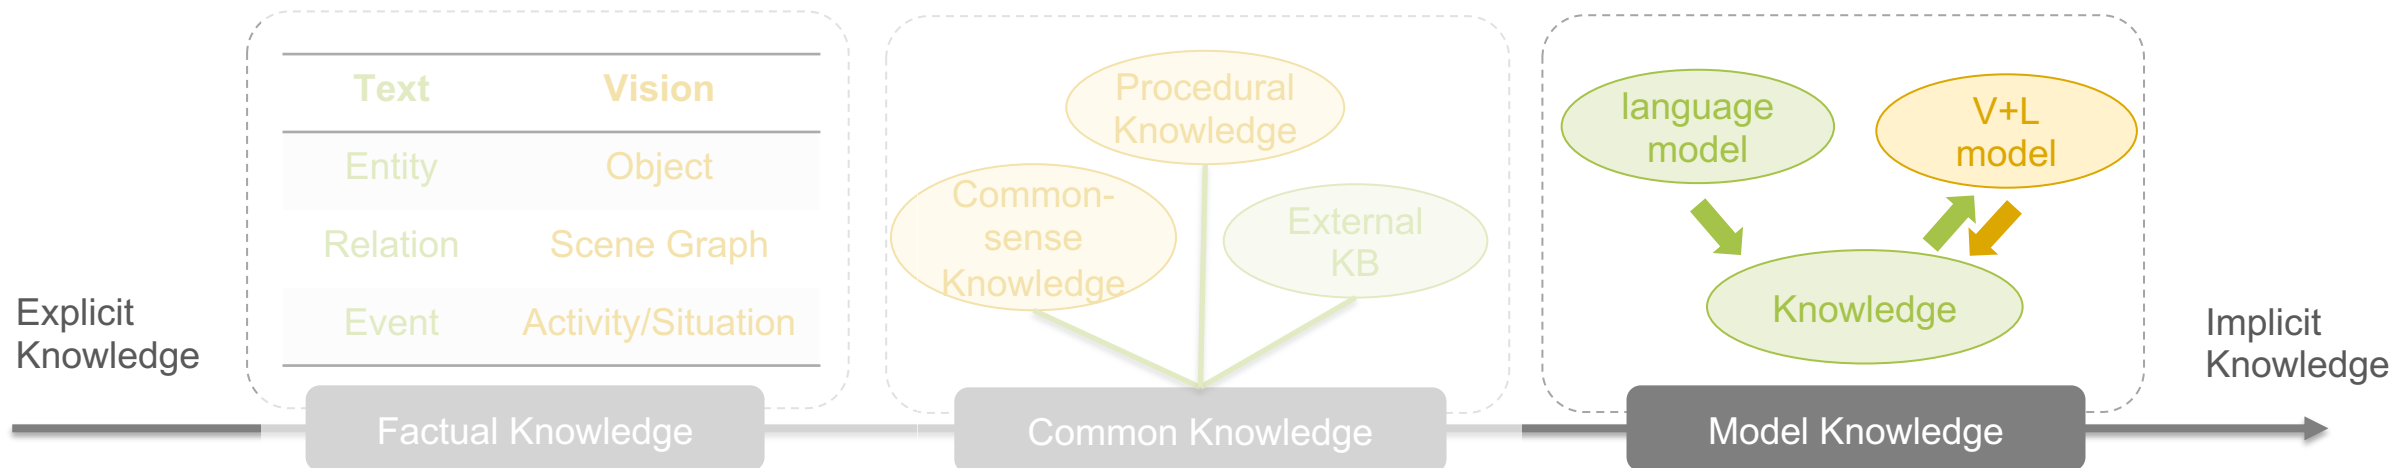 Explicit
Knowledge
Text Vision
Entity Object
Relation Scene Graph
Event Activity/Situation
Factual Knowledge
Procedural
Knowledge
Common-
sense
Knowledge
External
KB
Common Knowledge
language
model
V+L
model
Knowledge
Model Knowledge
Implicit
Knowledge